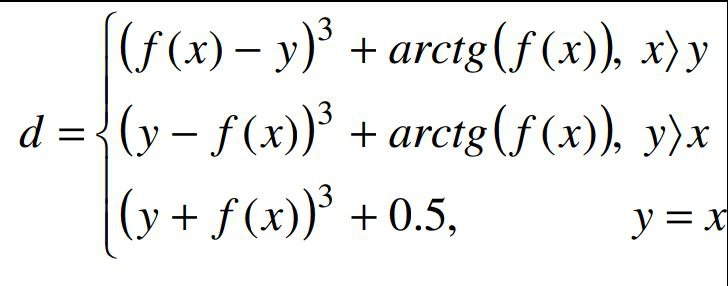 (f(x) − y)³ + arctg(f(x)), x⟩y
d = {(y − f(x))³ + arctg(f(x)), y⟩x
(y + f(x))³ + 0.5, y = x